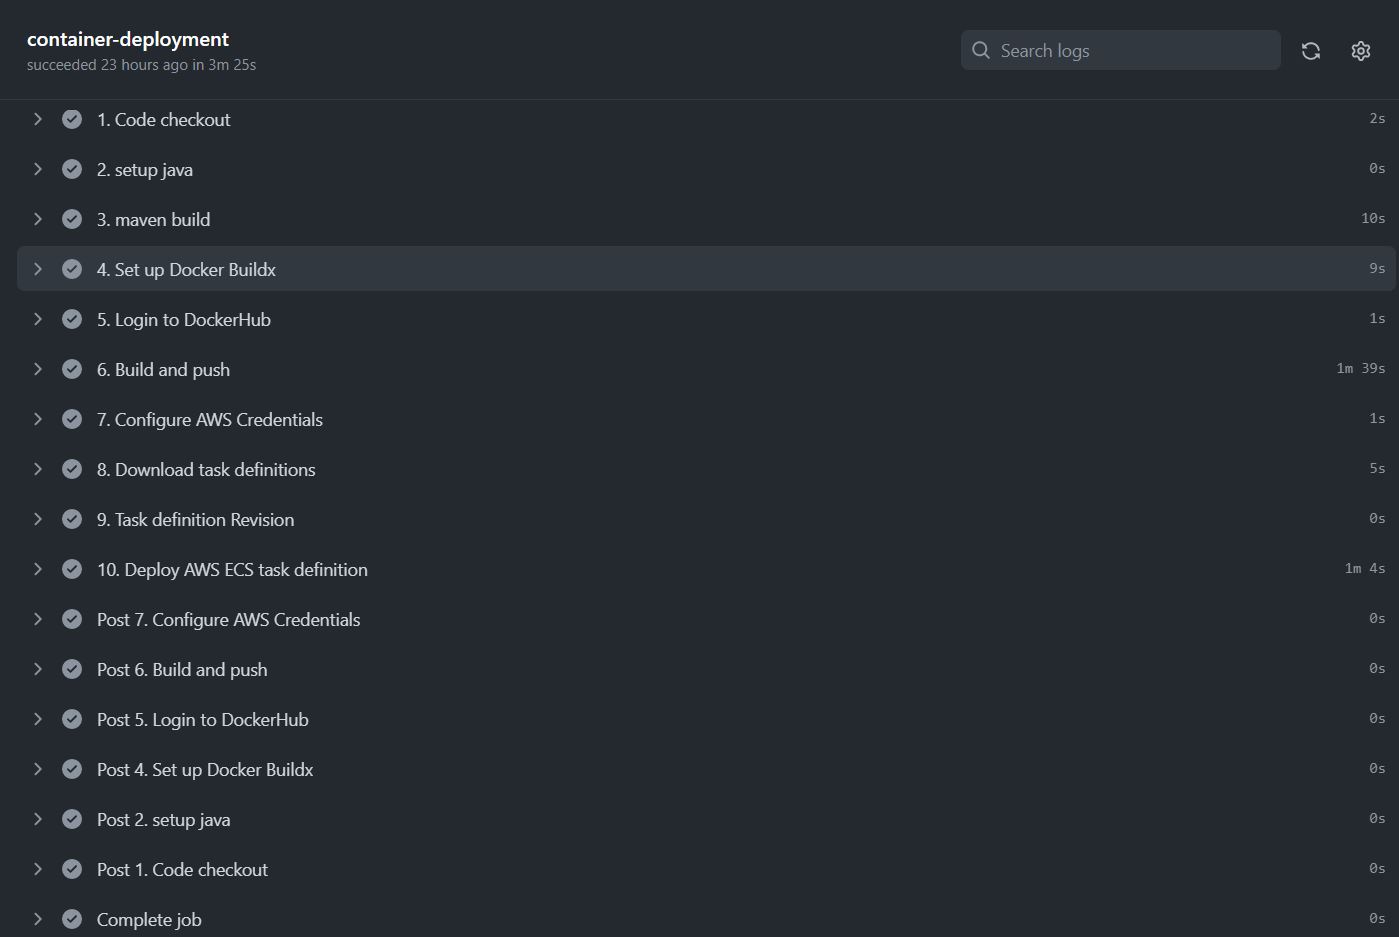 container-deployment
succeeded 23 hours ago in 3m 25s
Search logs
1. Code checkout 2s
2. setup java 0s
3. maven build 10s
4. Set up Docker Buildx 9s
5. Login to DockerHub 1s
6. Build and push 1m 39s
7. Configure AWS Credentials 1s
8. Download task definitions 5s
9. Task definition Revision 0s
10. Deploy AWS ECS task definition 1m 4s
Post 7. Configure AWS Credentials 0s
Post 6. Build and push 0s
Post 5. Login to DockerHub 0s
Post 4. Set up Docker Buildx 0s
Post 2. setup java 0s
Post 1. Code checkout 0s
Complete job 0s